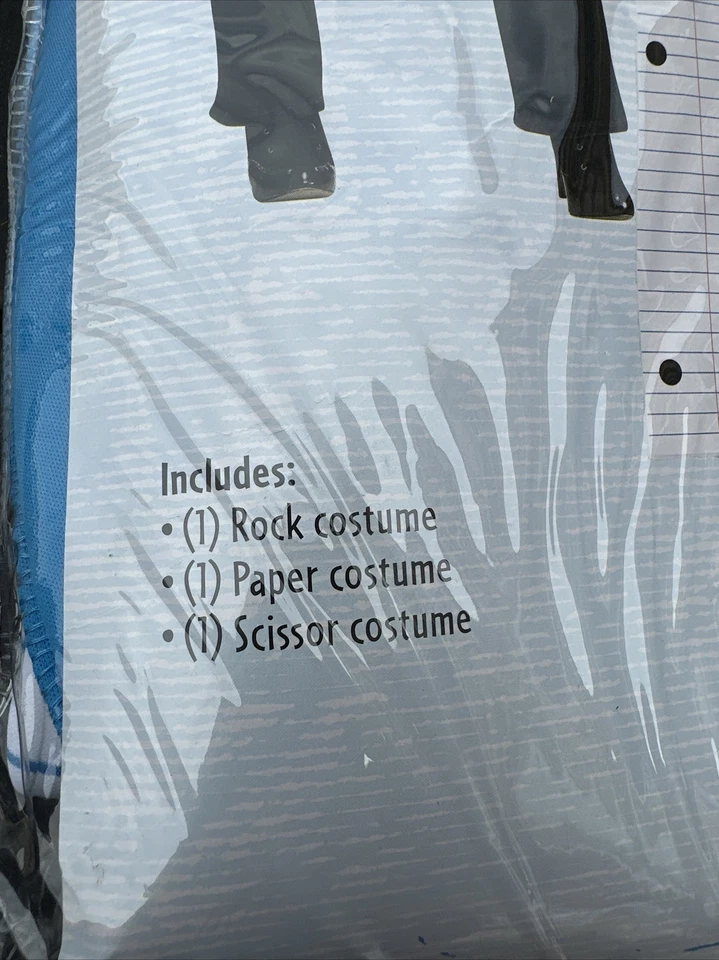 Includes:
• (1) Rock costume
• (1) Paper costume
• (1) Scissor costume